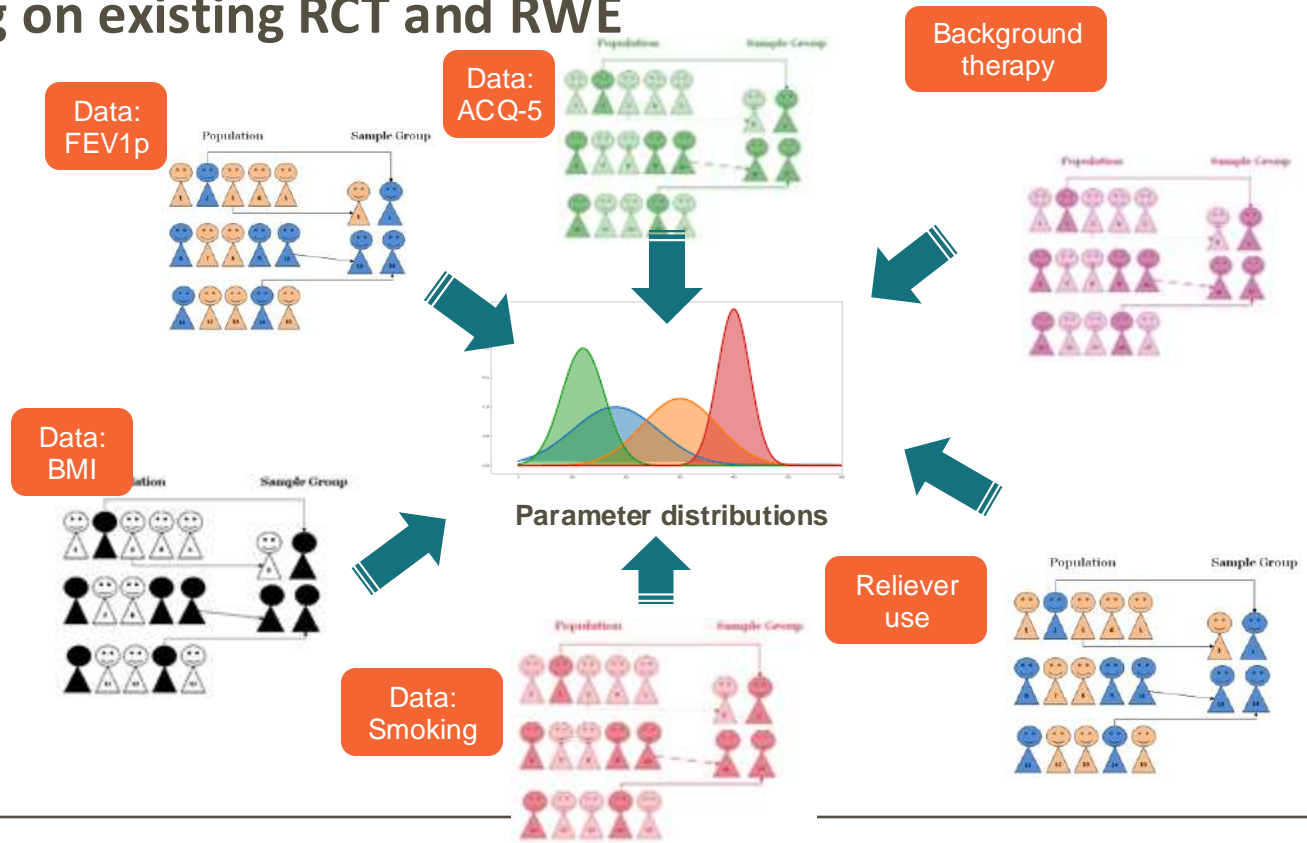 g on existing RCT and RWE
Background
therapy
Data:
ACQ-5
Population Sample Group
Data:
FEV1p
Population Sample Group
Population Sample Group
Data:
BMI
ation Sample Group
Parameter distributions
Reliever
use
Population Sample Group
Population Sample Group
Data:
Smoking